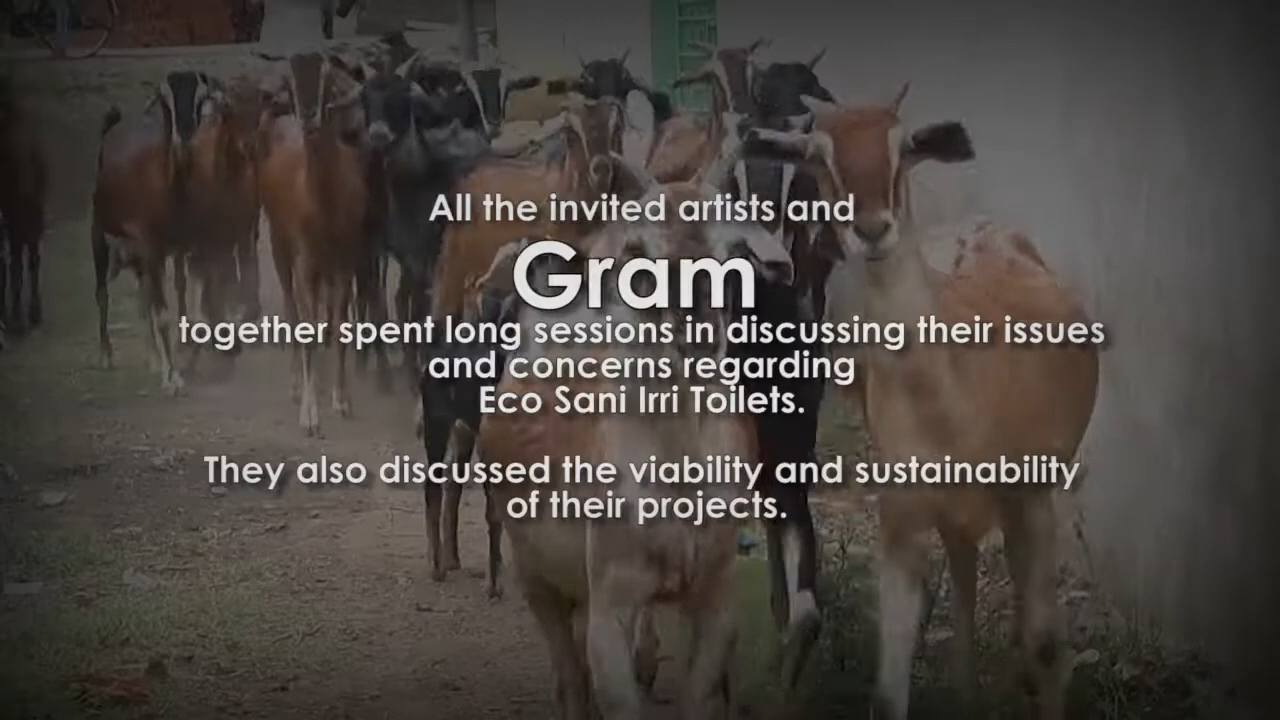 All the invited artists and
Gram
together spent long sessions in discussing their issues
and concerns regarding
Eco Sani Irri Toilets.
They also discussed the viability and sustainability
of their projects.